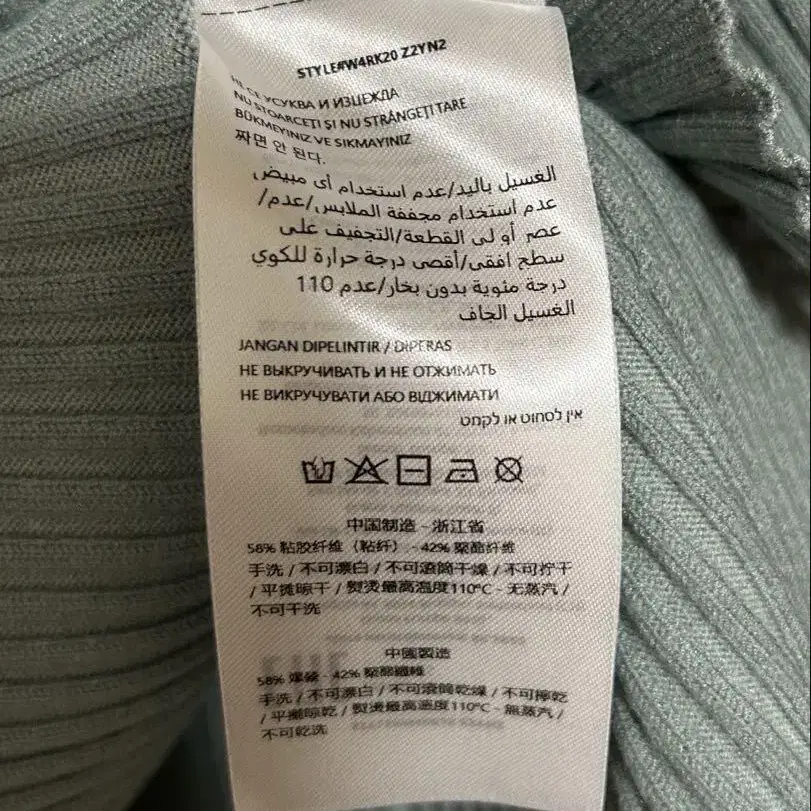 STYLE#W4RK20 Z2YN2
НЕ СЕ УСУКВА И ИЗЦЕЖДА
NU STOARCEȚI ȘI NU STRÂNGEȚI TARE
BÜKMEYINIZ VE SIKMAYINIZ
짜면 안 된다.
الغسيل باليد/عدم استخدام أى مبيض
عدم استخدام مجففة الملابس/عدم/
عصر أو لى القطعة/التجفيف على
سطح افقى/أقصى درجة حرارة للكوي
110 درجة مئوية بدون بخار/عدم
الغسيل الجاف
JANGAN DIPELINTIR / DIPERAS
НЕ ВЫКРУЧИВАТЬ И НЕ ОТЖИМАТЬ
НЕ ВИКРУЧУВАТИ АБО ВІДЖИМАТИ
אין לסחוט או לקמט
中国制造 - 浙江省
58% 粘胶纤维（粘纤） - 42% 聚酯纤维
手洗 / 不可漂白 / 不可滚筒干燥 / 不可拧干
/ 平摊晾干 / 熨烫最高温度110°C - 无蒸汽 /
不可干洗
中國製造
58% 嫘縈 - 42% 聚酯纖維
手洗 / 不可漂白 / 不可滾筒乾燥 / 不可擰乾
/ 平攤晾乾 / 熨燙最高溫度110°C - 無蒸汽 /
不可乾洗